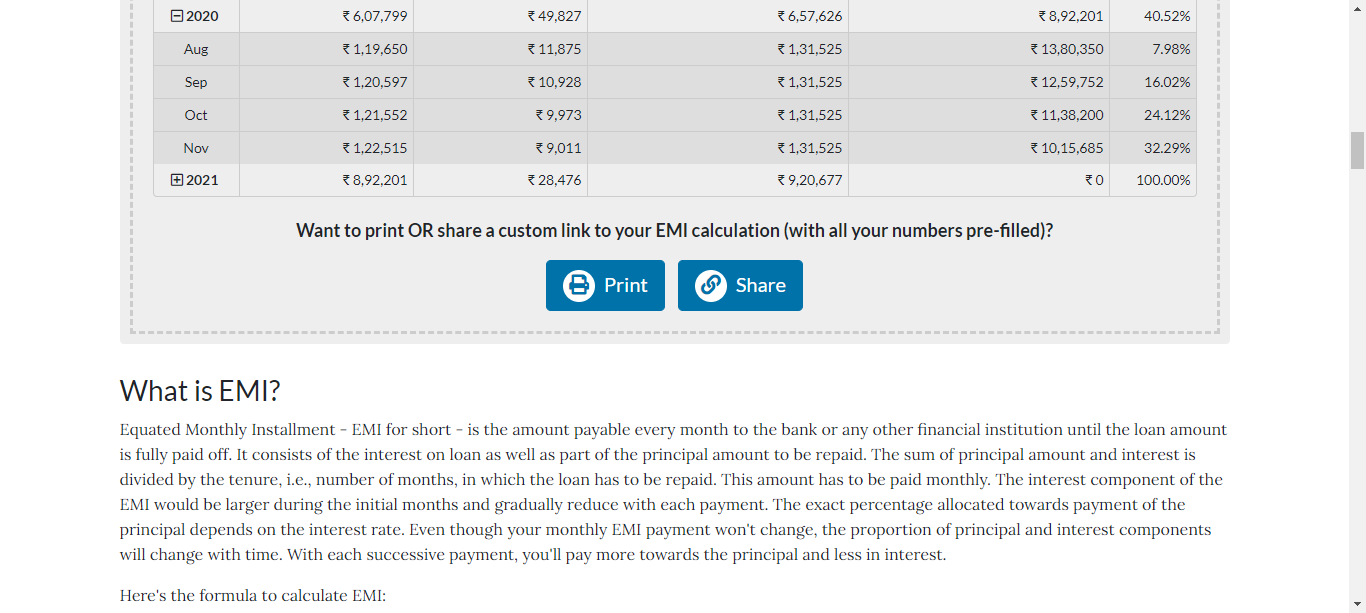 2020 ₹ 6,07,799 ₹ 49,827 ₹ 6,57,626 ₹ 8,92,201 40.52%
Aug ₹ 1,19,650 ₹ 11,875 ₹ 1,31,525 ₹ 13,80,350 7.98%
Sep ₹ 1,20,597 ₹ 10,928 ₹ 1,31,525 ₹ 12,59,752 16.02%
Oct ₹ 1,21,552 ₹ 9,973 ₹ 1,31,525 ₹ 11,38,200 24.12%
Nov ₹ 1,22,515 ₹ 9,011 ₹ 1,31,525 ₹ 10,15,685 32.29%
2021 ₹ 8,92,201 ₹ 28,476 ₹ 9,20,677 ₹ 0 100.00%
Want to print OR share a custom link to your EMI calculation (with all your numbers pre-filled)?
Print Share
What is EMI?
Equated Monthly Installment - EMI for short - is the amount payable every month to the bank or any other financial institution until the loan amount
is fully paid off. It consists of the interest on loan as well as part of the principal amount to be repaid. The sum of principal amount and interest is
divided by the tenure, i.e., number of months, in which the loan has to be repaid. This amount has to be paid monthly. The interest component of the
EMI would be larger during the initial months and gradually reduce with each payment. The exact percentage allocated towards payment of the
principal depends on the interest rate. Even though your monthly EMI payment won't change, the proportion of principal and interest components
will change with time. With each successive payment, you'll pay more towards the principal and less in interest.
Here's the formula to calculate EMI: